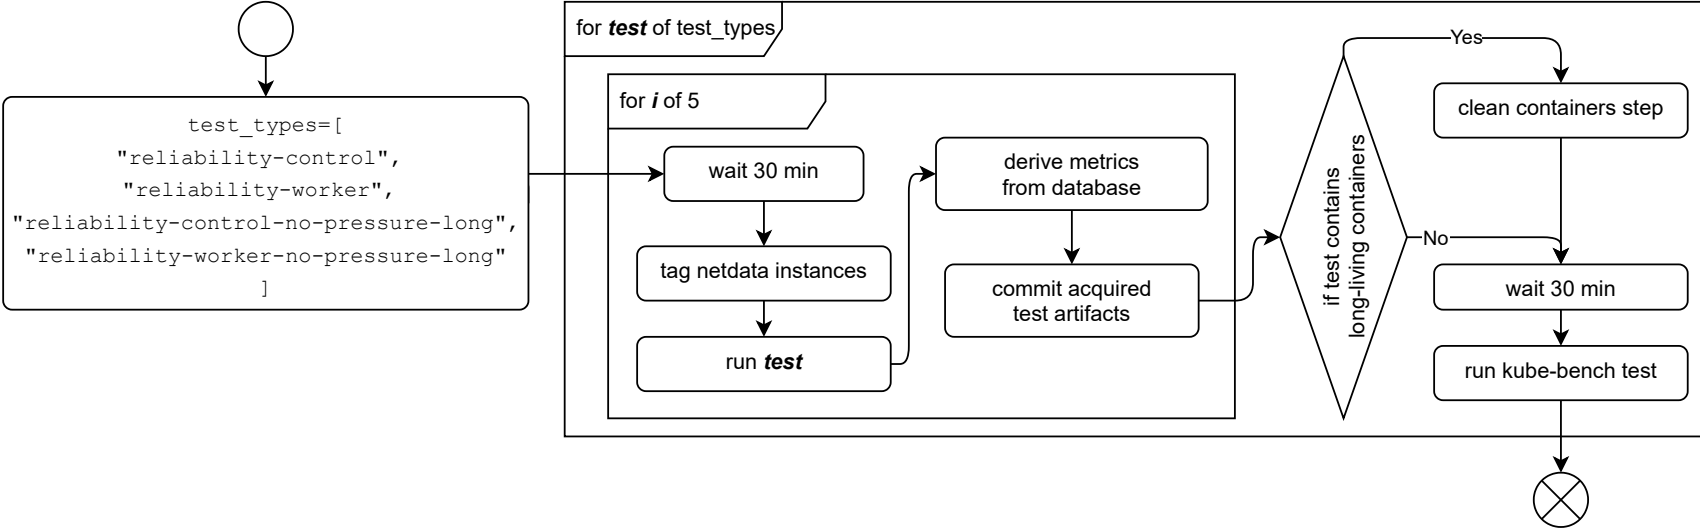 test_types=[
"reliability-control",
"reliability-worker",
"reliability-control-no-pressure-long",
"reliability-worker-no-pressure-long"
]
for test of test_types
for i of 5
wait 30 min
tag netdata instances
run test
derive metrics
from database
commit acquired
test artifacts
if test contains
long-living containers
Yes
No
clean containers step
wait 30 min
run kube-bench test